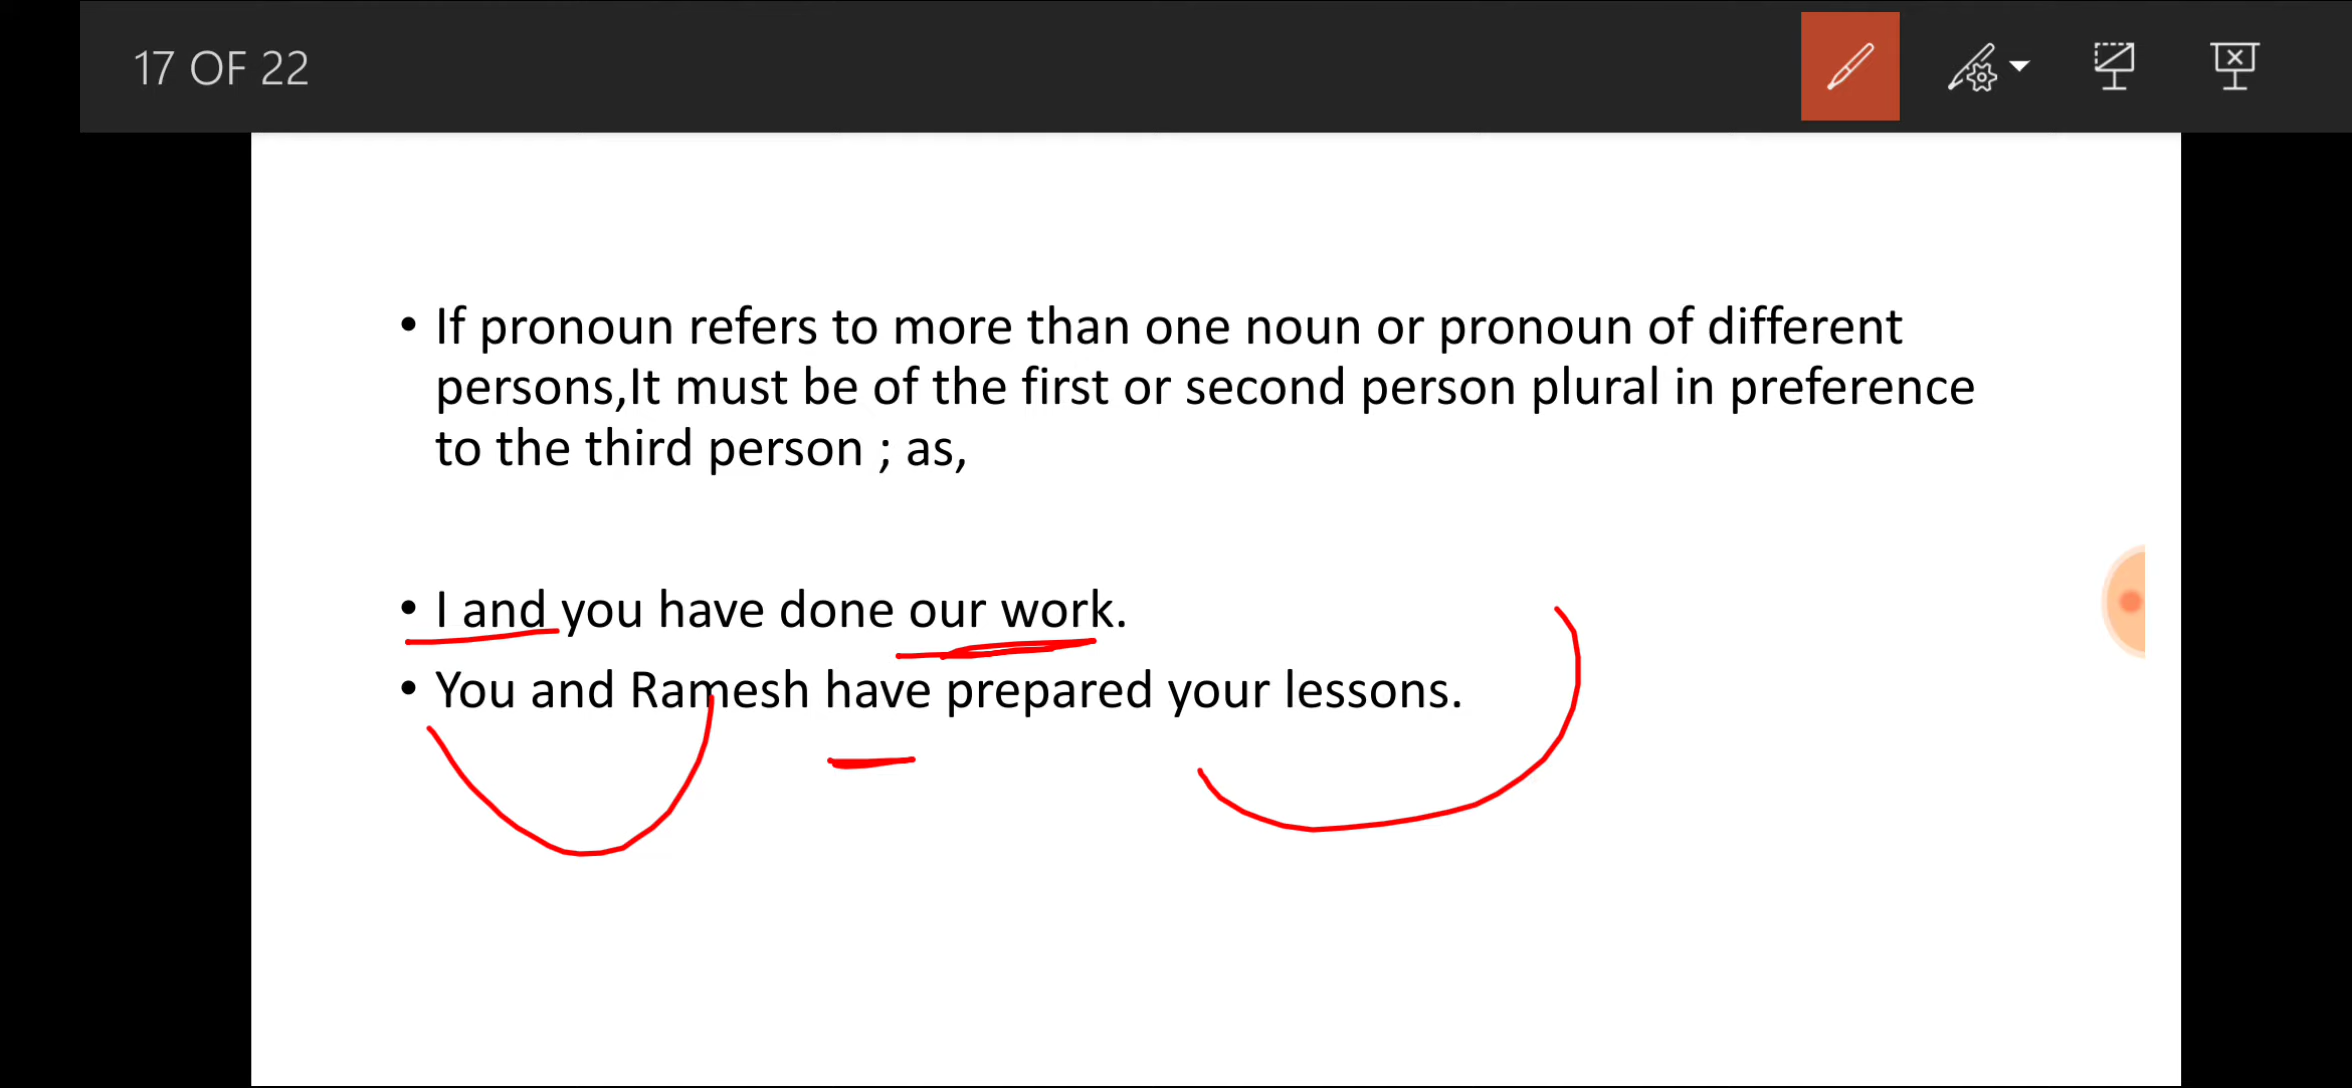 17 OF 22
• If pronoun refers to more than one noun or pronoun of different
persons,It must be of the first or second person plural in preference
to the third person ; as,
• I and you have done our work.
• You and Ramesh have prepared your lessons.